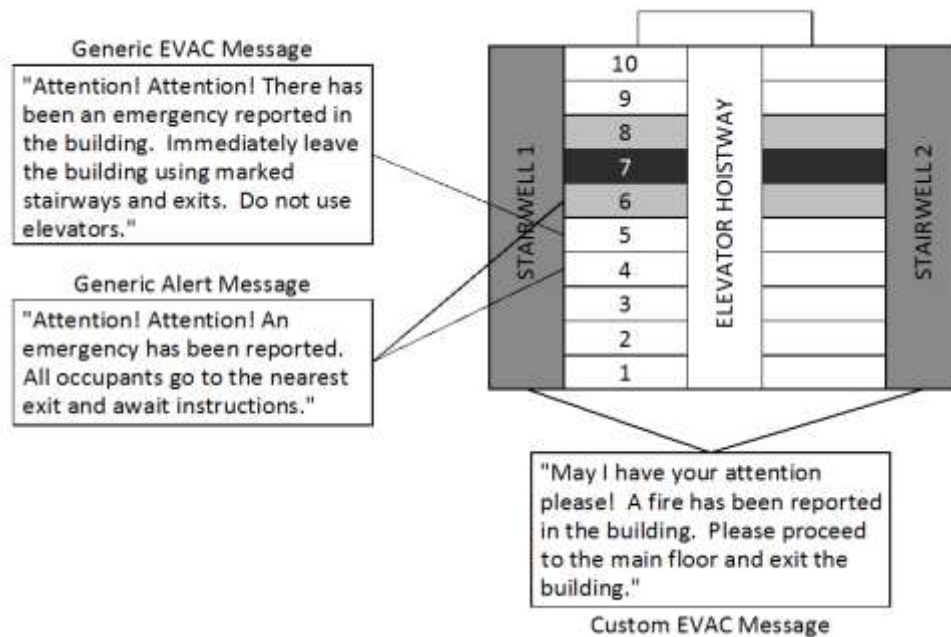 Generic EVAC Message
"Attention! Attention! There has
been an emergency reported in
the building.  Immediately leave
the building using marked
stairways and exits.  Do not use
elevators."
Generic Alert Message
"Attention! Attention! An
emergency has been reported.
All occupants go to the nearest
exit and await instructions."
STAIRWELL 1
10
9
8
7
6
5
4
3
2
1
ELEVATOR HOISTWAY
STAIRWELL 2
"May I have your attention
please!  A fire has been reported
in the building.  Please proceed
to the main floor and exit the
building."
Custom EVAC Message